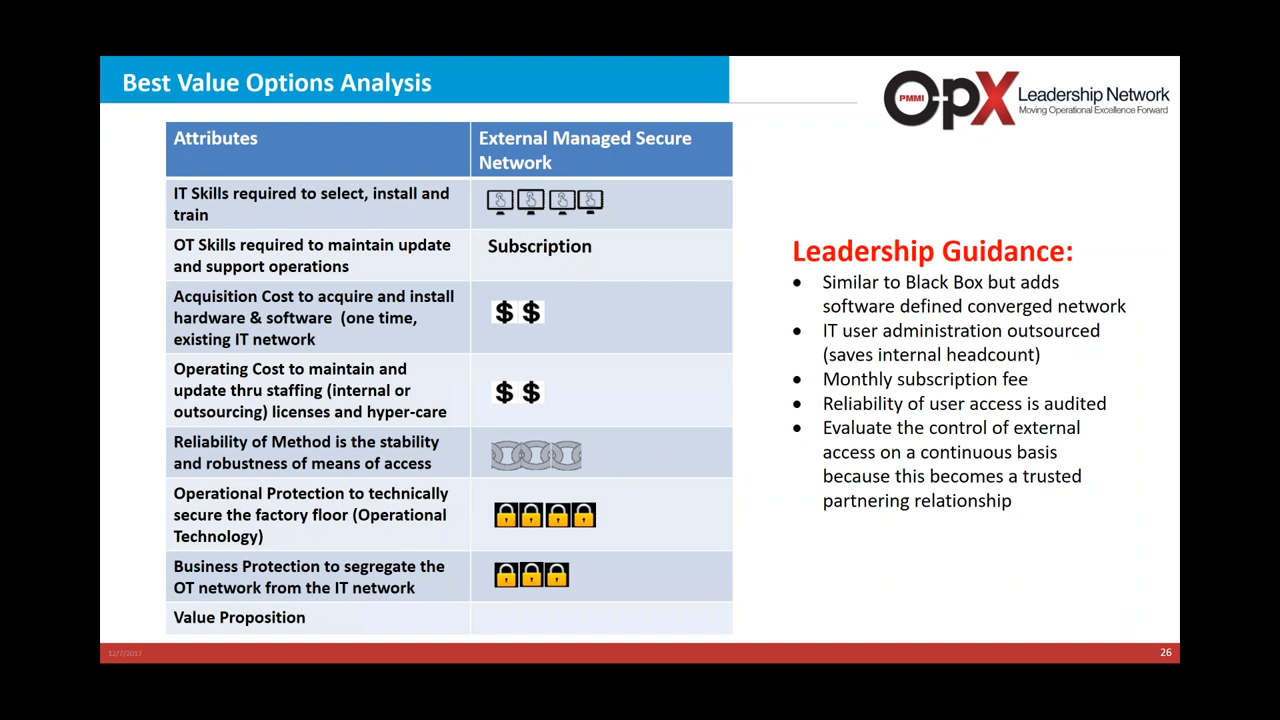 Best Value Options Analysis
PMMI
OpX
Leadership Network
Moving Operational Excellence Forward
Attributes
External Managed Secure
Network
IT Skills required to select, install and
train
OT Skills required to maintain update
and support operations
Subscription
Acquisition Cost to acquire and install
hardware & software (one time,
existing IT network
$ $
Operating Cost to maintain and
update thru staffing (internal or
outsourcing) licenses and hyper-care
$ $
Reliability of Method is the stability
and robustness of means of access
Operational Protection to technically
secure the factory floor (Operational
Technology)
Business Protection to segregate the
OT network from the IT network
Value Proposition
Leadership Guidance:
• Similar to Black Box but adds
software defined converged network
• IT user administration outsourced
(saves internal headcount)
• Monthly subscription fee
• Reliability of user access is audited
• Evaluate the control of external
access on a continuous basis
because this becomes a trusted
partnering relationship
12/7/2017
26